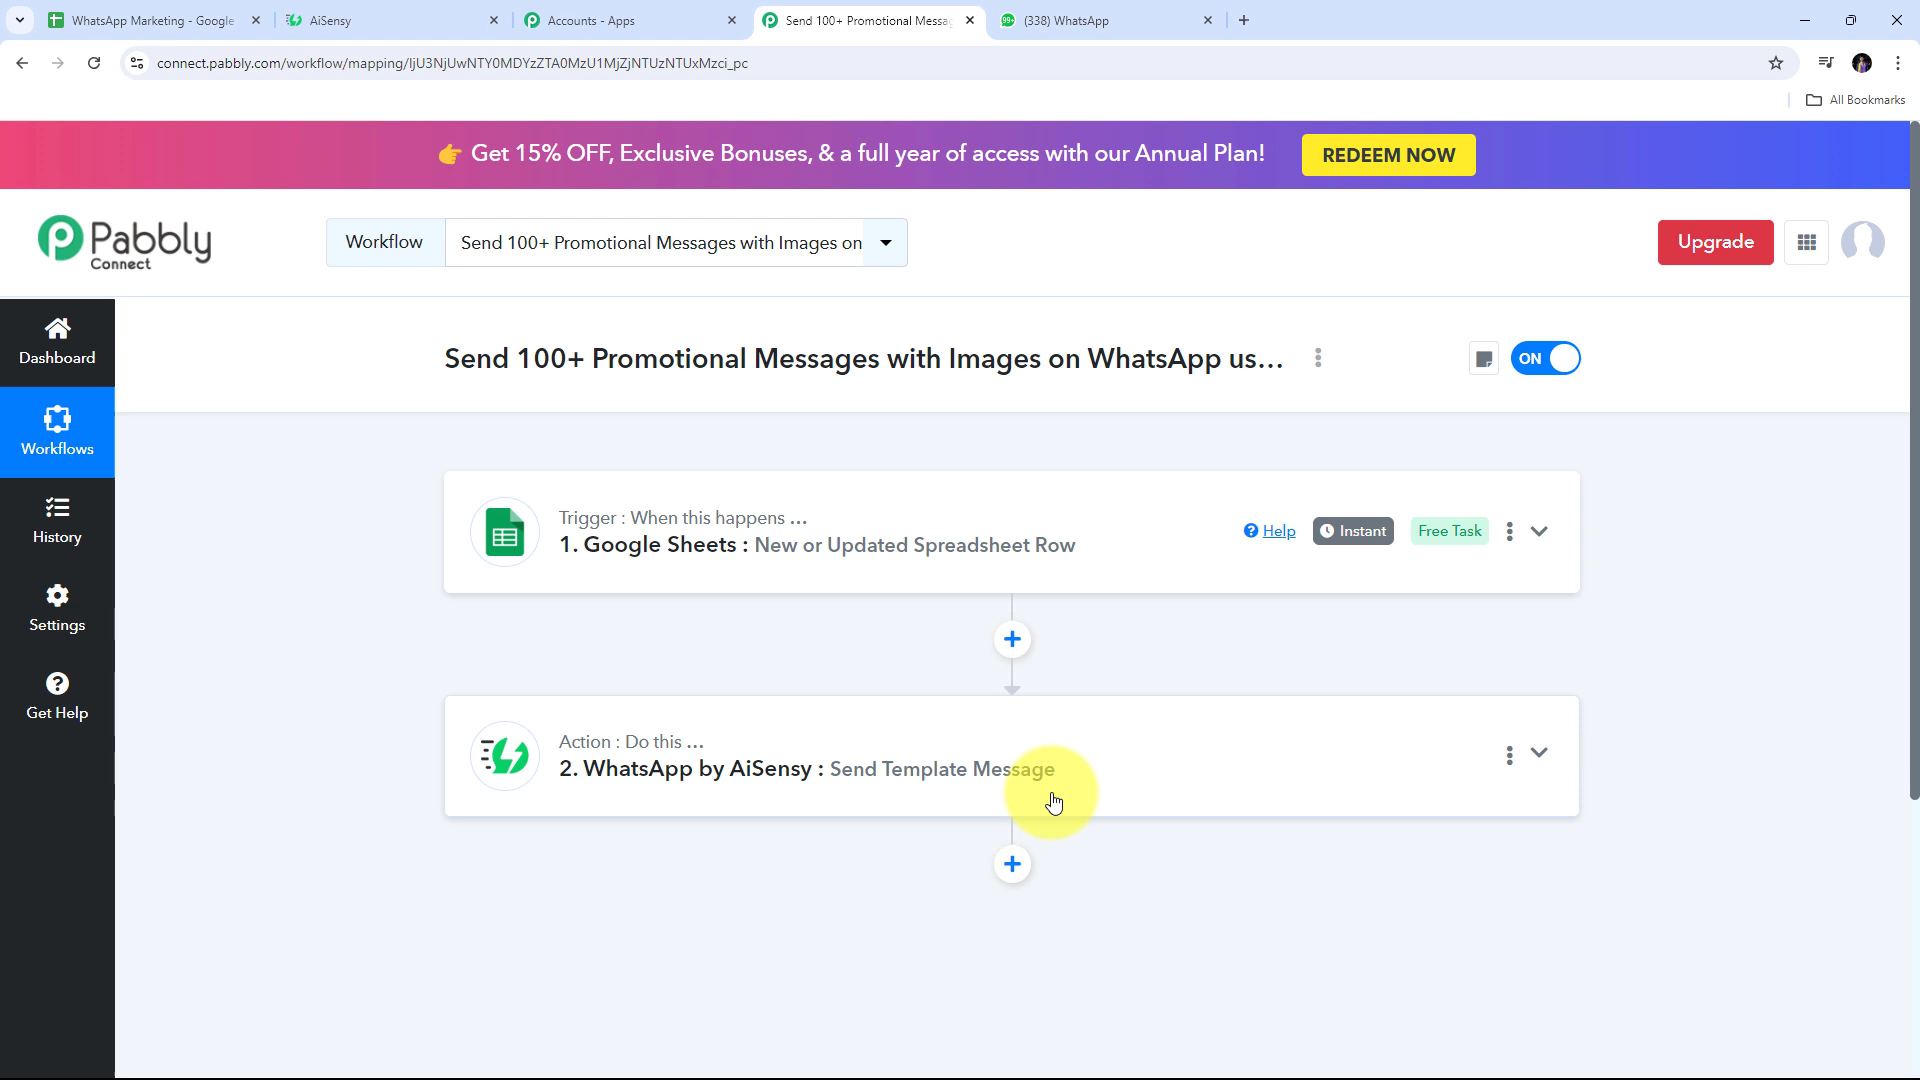 WhatsApp Marketing - Google
AiSensy
Accounts - Apps
Send 100+ Promotional Messag
(338) WhatsApp
connect.pabbly.com/workflow/mapping/IjU3NjUwNTY0MDYzZTA0MzU1MjZjNTUzNTUxMzci_pc
All Bookmarks
👉 Get 15% OFF, Exclusive Bonuses, & a full year of access with our Annual Plan!
REDEEM NOW
Pabbly
Connect
Workflow
Send 100+ Promotional Messages with Images on
Upgrade
Send 100+ Promotional Messages with Images on WhatsApp us...
ON
Dashboard
Workflows
History
Settings
Get Help
Trigger : When this happens ...
1. Google Sheets : New or Updated Spreadsheet Row
Help
Instant
Free Task
Action : Do this ...
2. WhatsApp by AiSensy : Send Template Message